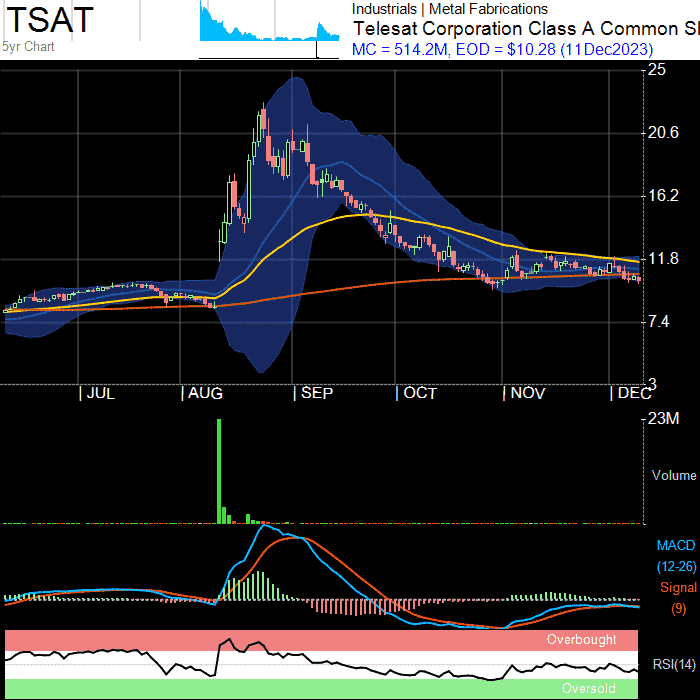 TSAT
5yr Chart
Industrials | Metal Fabrications
Telesat Corporation Class A Common S
MC = 514.2M, EOD = $10.28 (11Dec2023)
25
20.6
16.2
11.8
7.4
3
| JUL | AUG | SEP | OCT | NOV | DEC
23M
Volume
MACD
(12-26)
Signal
(9)
Overbought
RSI(14)
Oversold